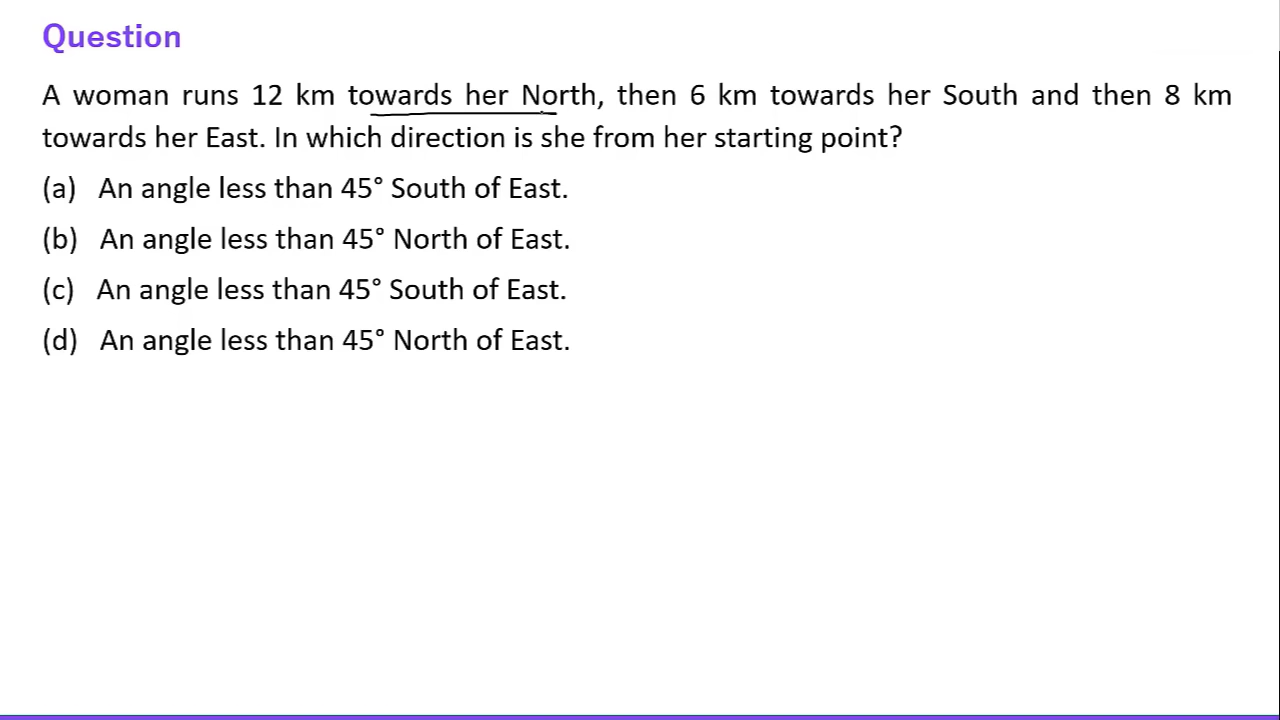 Question
A woman runs 12 km towards her North, then 6 km towards her South and then 8 km
towards her East. In which direction is she from her starting point?
(a) An angle less than 45° South of East.
(b) An angle less than 45° North of East.
(c) An angle less than 45° South of East.
(d) An angle less than 45° North of East.